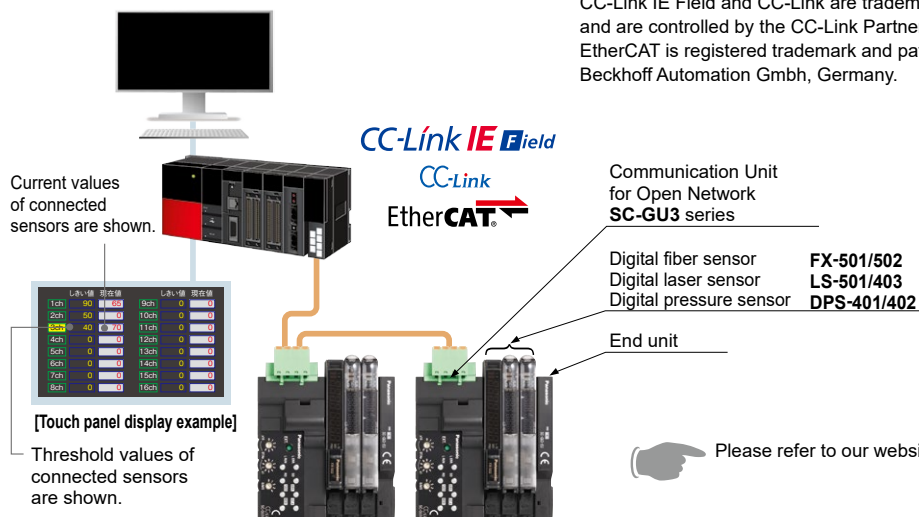 CC-Link IE Field and CC-Link are tradem
and are controlled by the CC-Link Partne
EtherCAT is registered trademark and pa
Beckhoff Automation Gmbh, Germany.
CC-Link IE Field
CC-Link
EtherCAT®
Current values
of connected
sensors are shown.
しきい値 現在値 しきい値 現在値
1ch 90 65 9ch 0 0
2ch 50 0 10ch 0 0
3ch 40 70 11ch 0 0
4ch 0 0 12ch 0 0
5ch 0 0 13ch 0 0
6ch 0 0 14ch 0 0
7ch 0 0 15ch 0 0
8ch 0 0 16ch 0 0
[Touch panel display example]
Threshold values of
connected sensors
are shown.
Communication Unit
for Open Network
SC-GU3 series
Digital fiber sensor FX-501/502
Digital laser sensor LS-501/403
Digital pressure sensor DPS-401/402
End unit
Panasonic
Panasonic
Panasonic
Panasonic
Please refer to our websi